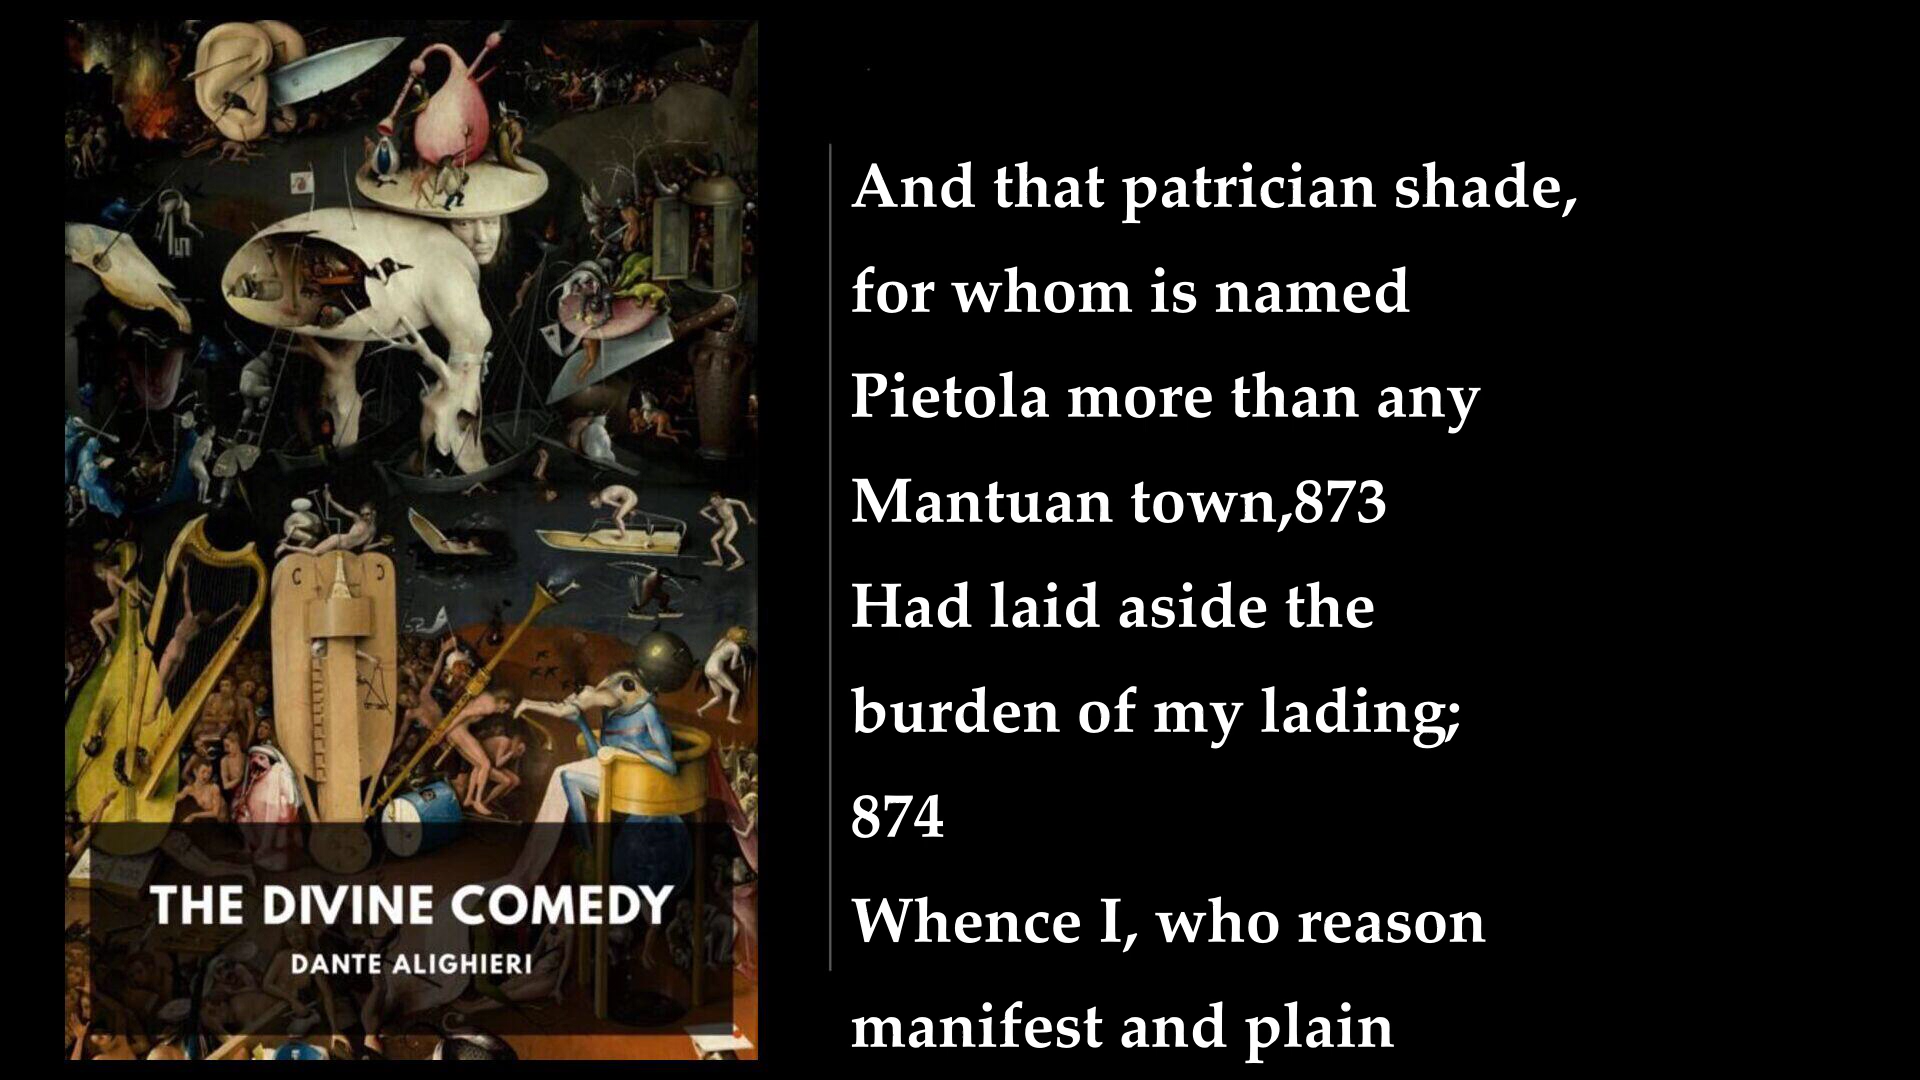 THE DIVINE COMEDY
DANTE ALIGHIERI
And that patrician shade,
for whom is named
Pietola more than any
Mantuan town,873
Had laid aside the
burden of my lading;
874
Whence I, who reason
manifest and plain